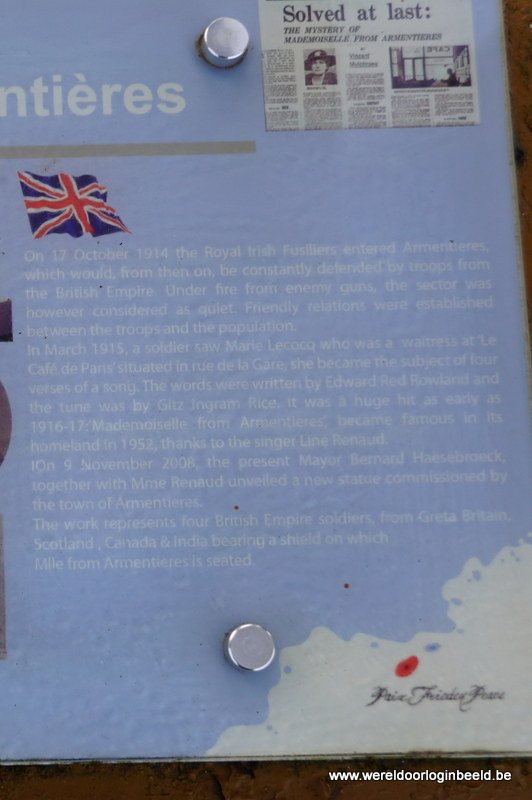 Solved at last:
THE MYSTERY OF
MADEMOISELLE FROM ARMENTIERES
ntières
On 17 October 1914 the Royal Irish Fusiliers entered Armentieres,
which would, from then on, be constantly defended by troops from
the British Empire. Under fire from enemy guns, the sector was
however considered as quiet. Friendly relations were established
between the troops and the population.
In March 1915, a soldier saw Marie Lecocq who was a waitress at 'Le
Café de Paris' situated in rue de la Gare, she became the subject of four
verses of a song. The words were written by Edward Red Rowland and
the tune was by Gitz Ingram Rice. it was a huge hit as early as
1916-17;'Mademoiselle from Armentieres', became famous in its
homeland in 1952, thanks to the singer Line Renaud.
IOn 9 November 2008, the present Mayor Bernard Haesebroeck,
together with Mme Renaud unveiled a new statue commissioned by
the town of Armentieres.
The work represents four British Empire soldiers, from Greta Britain,
Scotland , Canada & India bearing a shield on which
Mlle from Armentieres is seated.
Paix Frieden Peace
www.wereldoorloginbeeld.be